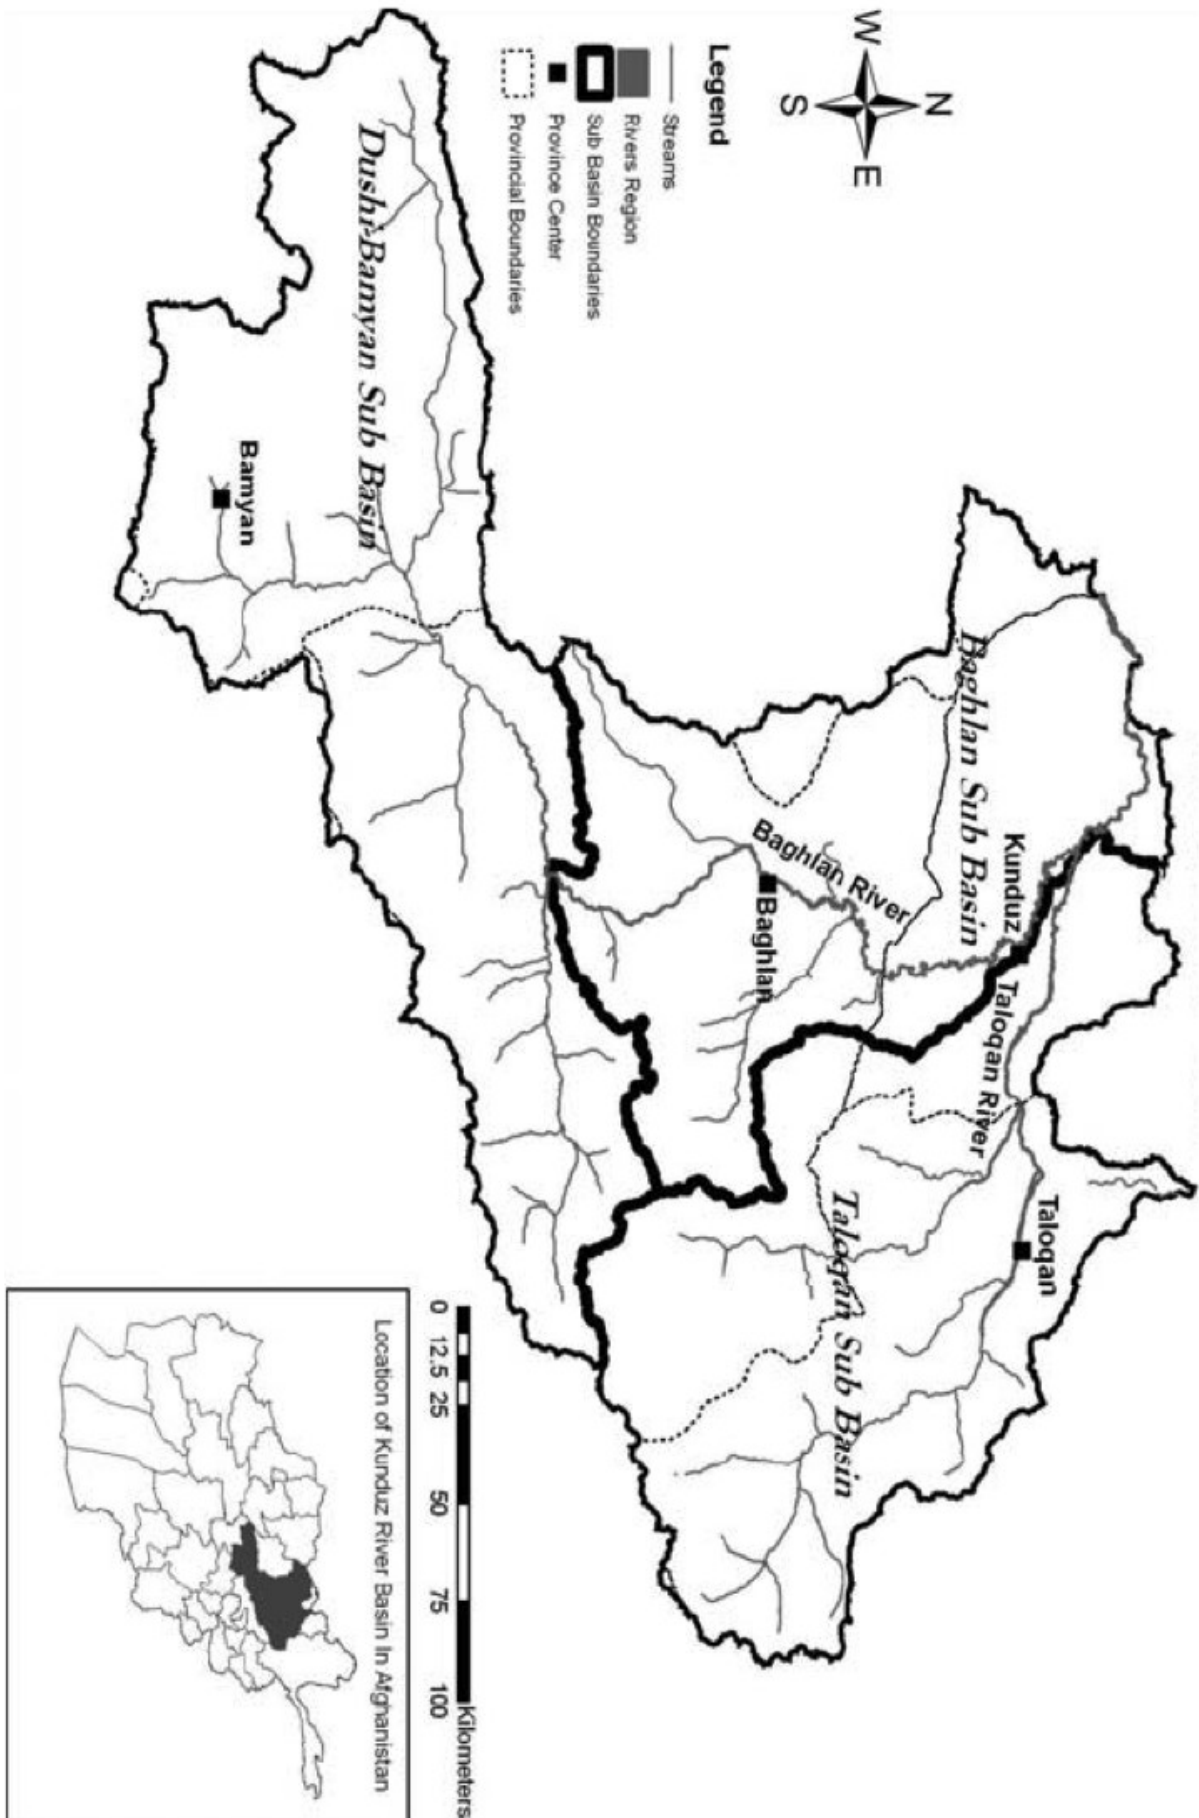 N
W
E
S
Legend
Streams
Rivers Region
Sub Basin Boundaries
Province Center
Provincial Boundaries
Baghlan Sub Basin
Kunduz
Taloqan River
Taloqan
Baghlan River
Baghlan
Taloqan Sub Basin
Dushi-Bamyan Sub Basin
Bamyan
0 12.5 25 50 75 100
Kilometers
Location of Kunduz River Basin In Afghanistan